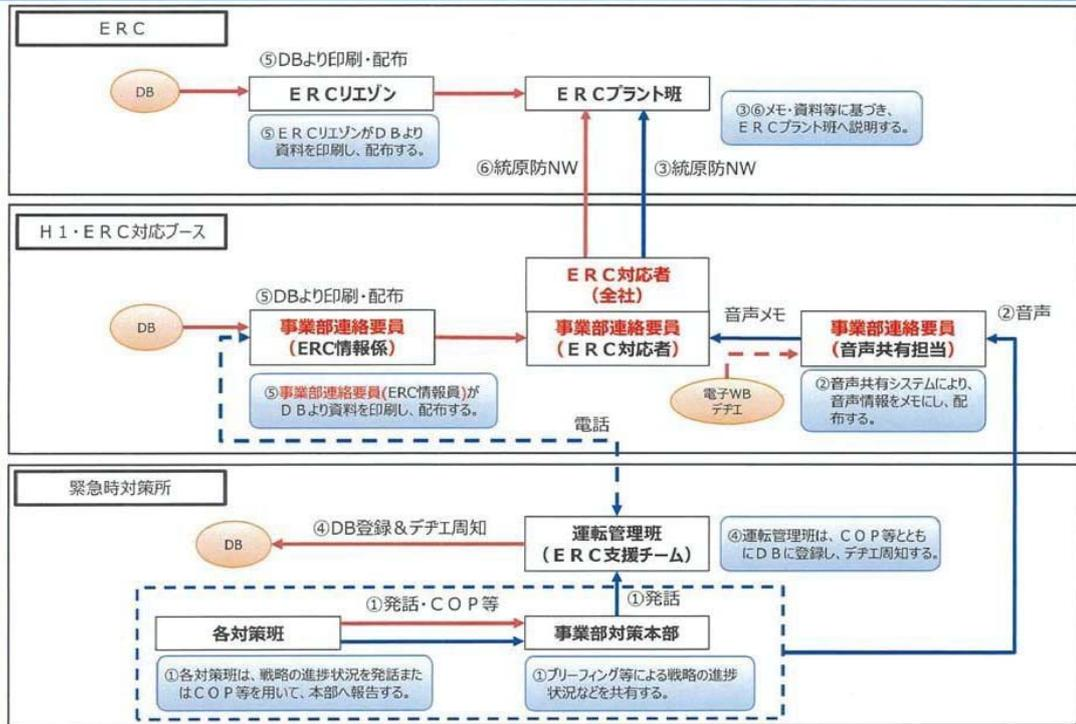 ERC
⑤DBより印刷・配布
DB
ERCリエゾン
ERCプラント班
⑤ERCリエゾンがDBより
資料を印刷し、配布する。
③⑥メモ・資料等に基づき、
ERCプラント班へ説明する。
⑥統原防NW
③統原防NW
H1・ERC対応ブース
⑤DBより印刷・配布
DB
事業部連絡要員
(ERC情報係)
ERC対応者
(全社)
事業部連絡要員
(ERC対応者)
音声メモ
事業部連絡要員
(音声共有担当)
②音声
⑤事業部連絡要員(ERC情報員)が
DBより資料を印刷し、配布する。
電子WB
デヂエ
②音声共有システムにより、
音声情報をメモにし、配
布する。
電話
緊急時対策所
DB
④DB登録&デヂエ周知
運転管理班
(ERC支援チーム)
④運転管理班は、COP等ととも
にDBに登録し、デヂエ周知する。
①発話・COP等
①発話
各対策班
事業部対策本部
①各対策班は、戦略の進捗状況を発話また
はCOP等を用いて、本部へ報告する。
①ブリーフィング等による戦略の進捗
状況などを共有する。